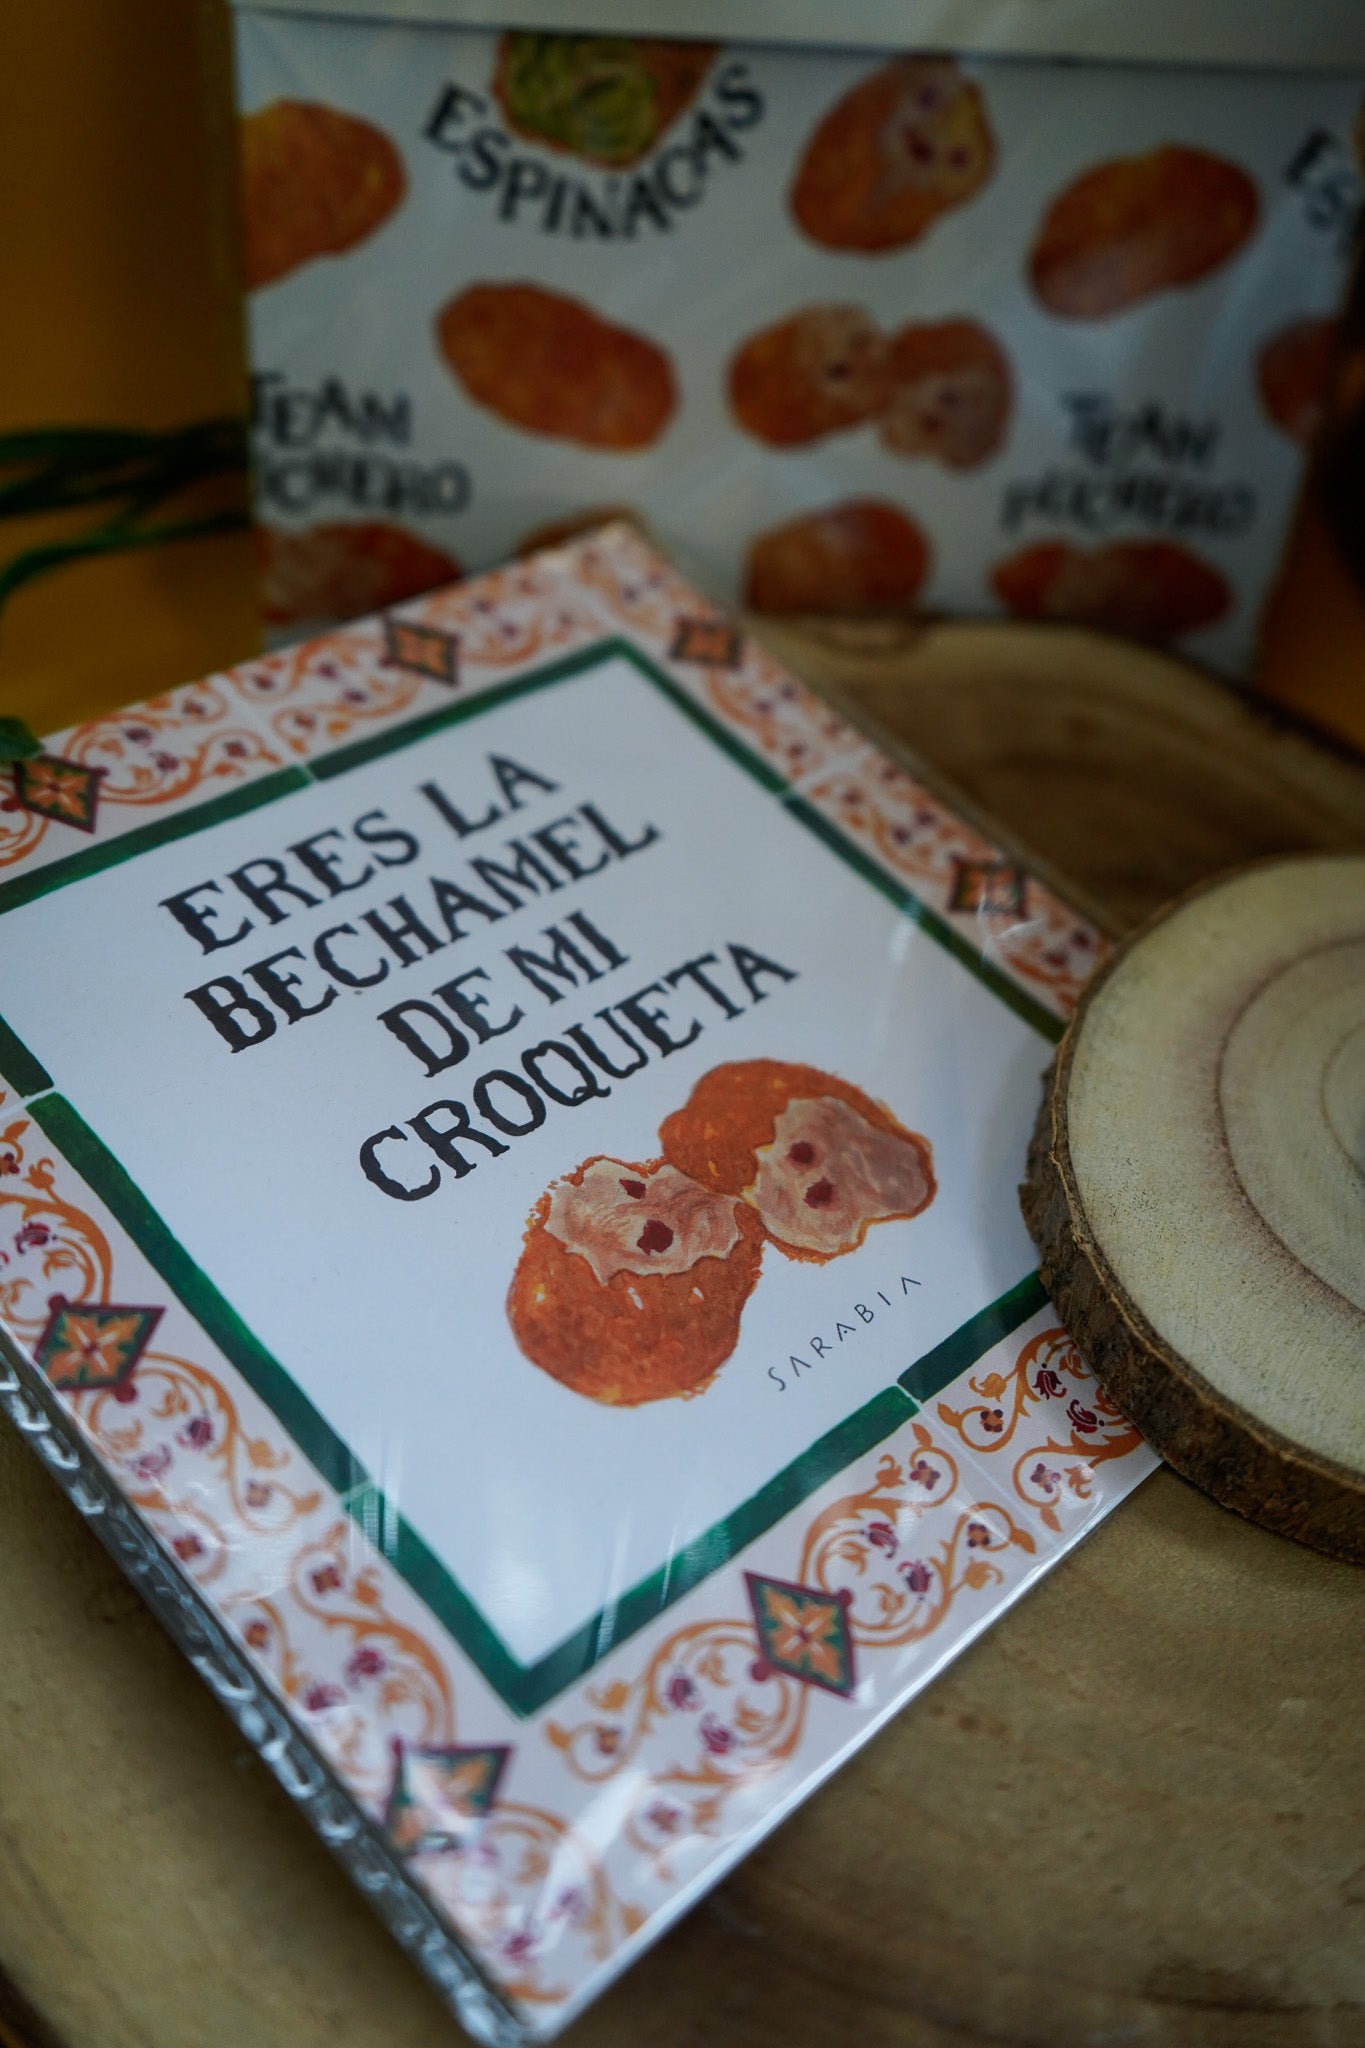 ESPINACAS
ERES LA
BECHAMEL
DE MI
CROQUETA
SARABIA